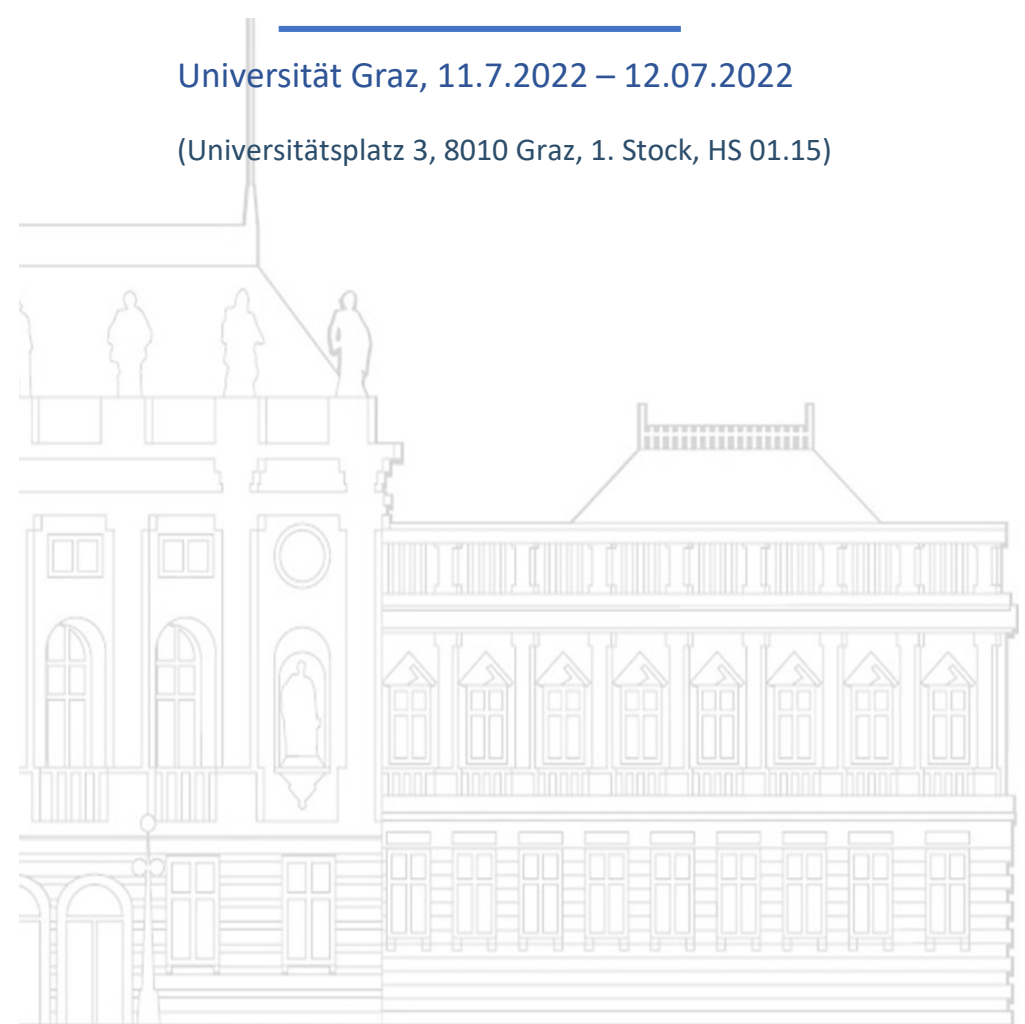 Universität Graz, 11.7.2022 – 12.07.2022
(Universitätsplatz 3, 8010 Graz, 1. Stock, HS 01.15)